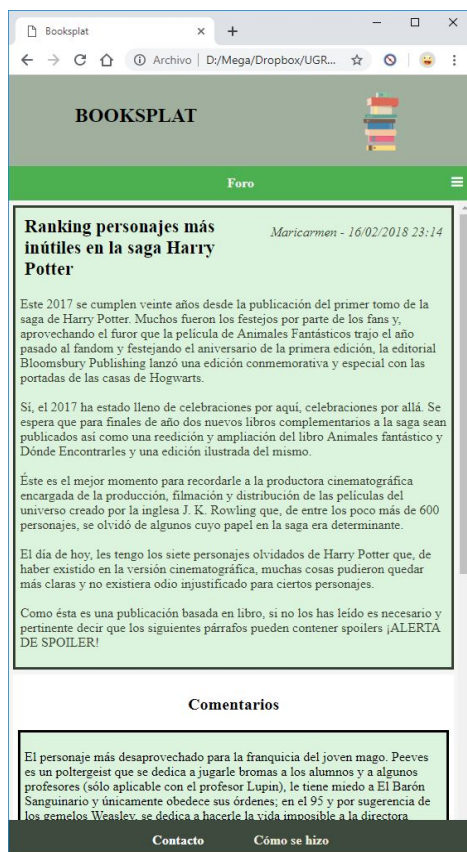 Booksplat
Archivo | D:/Mega/Dropbox/UGR...
BOOKSPLAT
Foro
Ranking personajes más
inútiles en la saga Harry
Potter
Maricarmen - 16/02/2018 23:14
Este 2017 se cumplen veinte años desde la publicación del primer tomo de la
saga de Harry Potter. Muchos fueron los festejos por parte de los fans y,
aprovechando el furor que la película de Animales Fantásticos trajo el año
pasado al fandom y festejando el aniversario de la primera edición, la editorial
Bloomsbury Publishing lanzó una edición conmemorativa y especial con las
portadas de las casas de Hogwarts.
Sí, el 2017 ha estado lleno de celebraciones por aquí, celebraciones por allá. Se
espera que para finales de año dos nuevos libros complementarios a la saga sean
publicados así como una reedición y ampliación del libro Animales fantástico y
Dónde Encontrarles y una edición ilustrada del mismo.
Éste es el mejor momento para recordarle a la productora cinematográfica
encargada de la producción, filmación y distribución de las películas del
universo creado por la inglesa J. K. Rowling que, de entre los poco más de 600
personajes, se olvidó de algunos cuyo papel en la saga era determinante.
El día de hoy, les tengo los siete personajes olvidados de Harry Potter que, de
haber existido en la versión cinematográfica, muchas cosas pudieron quedar
más claras y no existiera odio injustificado para ciertos personajes.
Como ésta es una publicación basada en libro, si no los has leído es necesario y
pertinente decir que los siguientes párrafos pueden contener spoilers ¡ALERTA
DE SPOILER!
Comentarios
El personaje más desaprovechado para la franquicia del joven mago. Peeves
es un poltergeist que se dedica a jugarle bromas a los alumnos y a algunos
profesores (sólo aplicable con el profesor Lupin), le tiene miedo a El Barón
Sanguinario y únicamente obedece sus órdenes; en el 95 y por sugerencia de
los gemelos Weasley, se dedica a hacerle la vida imposible a la directora
Contacto
Cómo se hizo